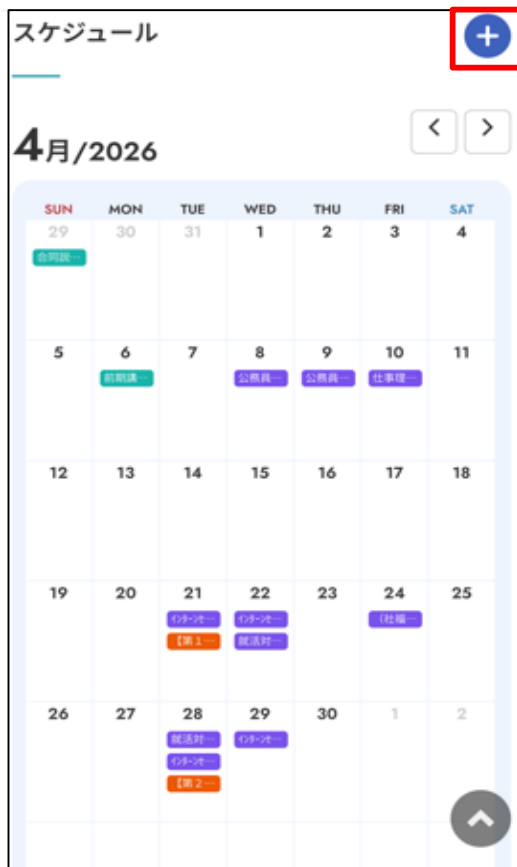 スケジュール
4月/2026
SUN MON TUE WED THU FRI SAT
29 30 31 1 2 3 4
合同説…
5 6 7 8 9 10 11
前期講… 公務員… 公務員… 仕事理…
12 13 14 15 16 17 18
19 20 21 22 23 24 25
インターンセ… インターンセ… （社福…
【第1… 就活対…
26 27 28 29 30 1 2
就活対… インターンセ…
インターンセ…
【第2…